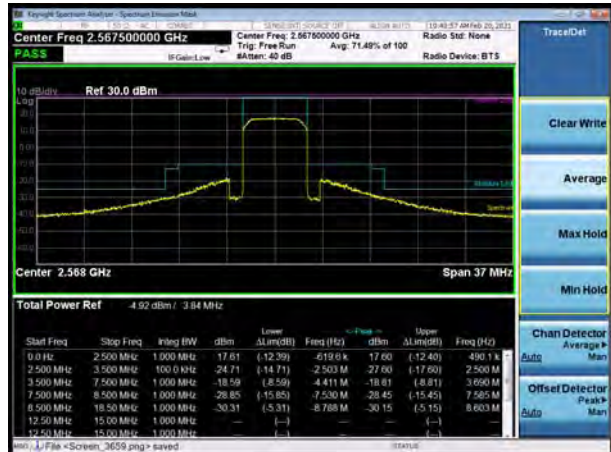 Keysight Spectrum Analyzer - Spectrum Emission Mask
Center Freq 2.567500000 GHz
PASS
IFGain:Low
Center Freq: 2.567500000 GHz
Trig: Free Run
Avg: 71.49% of 100
#Atten: 40 dB
10:40:57 AM Feb 20, 2021
Radio Std: None
Radio Device: BTS
10 dB/div
Ref 30.0 dBm
Log
Center 2.568 GHz
Span 37 MHz
Total Power Ref -4.92 dBm / 3.84 MHz
Lower <-Peak-> Upper
Start Freq Stop Freq Integ BW dBm ΔLim(dB) Freq (Hz) dBm ΔLim(dB) Freq (Hz)
0.0 Hz 2.500 MHz 1.000 MHz 17.61 (-12.39) -619.6 k 17.60 (-12.40) 490.1 k
2.500 MHz 3.500 MHz 100.0 kHz -24.71 (-14.71) -2.503 M -27.60 (-17.60) 2.500 M
3.500 MHz 7.500 MHz 1.000 MHz -18.59 (-8.59) -4.411 M -18.81 (-8.81) 3.690 M
7.500 MHz 8.500 MHz 1.000 MHz -28.85 (-15.85) -7.530 M -28.45 (-15.45) 7.585 M
8.500 MHz 18.50 MHz 1.000 MHz -30.31 (-5.31) -8.768 M -30.15 (-5.15) 8.603 M
12.50 MHz 15.00 MHz 1.000 MHz — (—) — — (—) —
12.50 MHz 15.00 MHz 1.000 MHz — (—) — — (—) —
MSG File <Screen_3659.png> saved
STATUS
Trace/Det
Clear Write
Average
Max Hold
Min Hold
Chan Detector
Average
Auto Man
Offset Detector
Peak
Auto Man